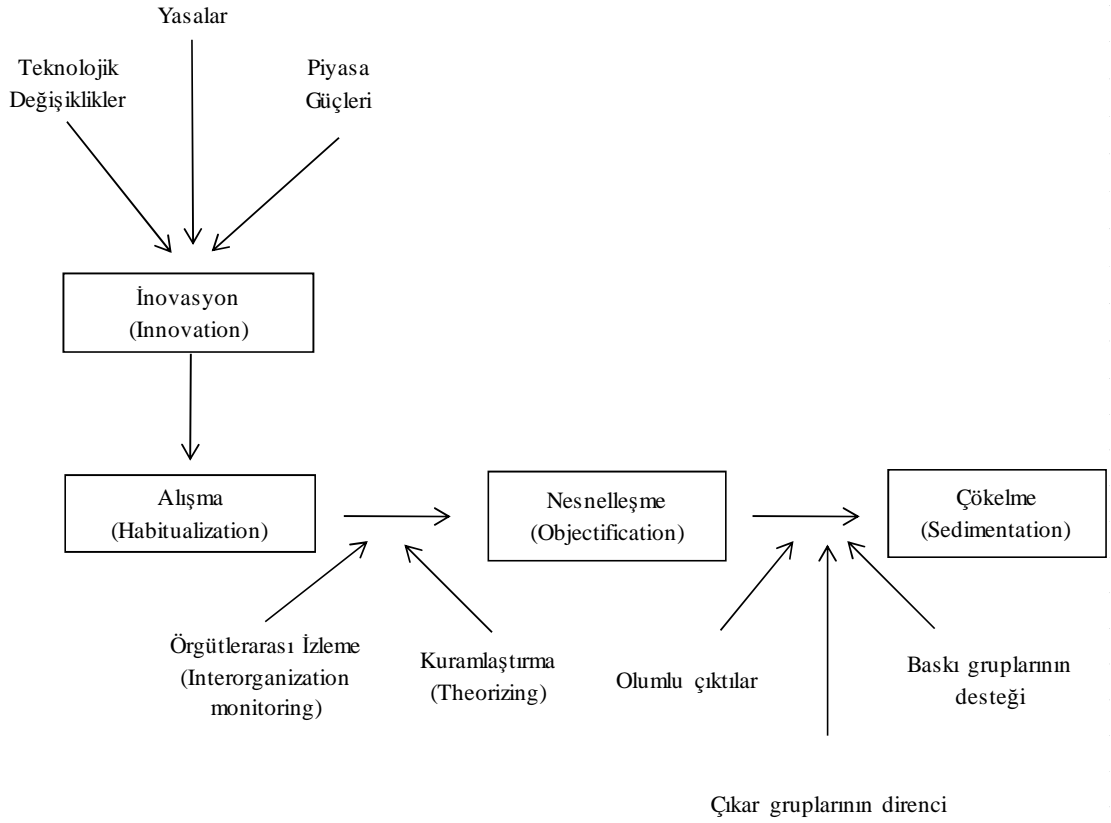 Yasalar
Teknolojik
Değişiklikler
Piyasa
Güçleri
İnovasyon
(Innovation)
Alışma
(Habitualization)
Nesnelleşme
(Objectification)
Çökelme
(Sedimentation)
Örgütlerarası İzleme
(Interorganization
monitoring)
Kuramlaştırma
(Theorizing)
Olumlu çıktılar
Baskı gruplarının
desteği
Çıkar gruplarının direnci